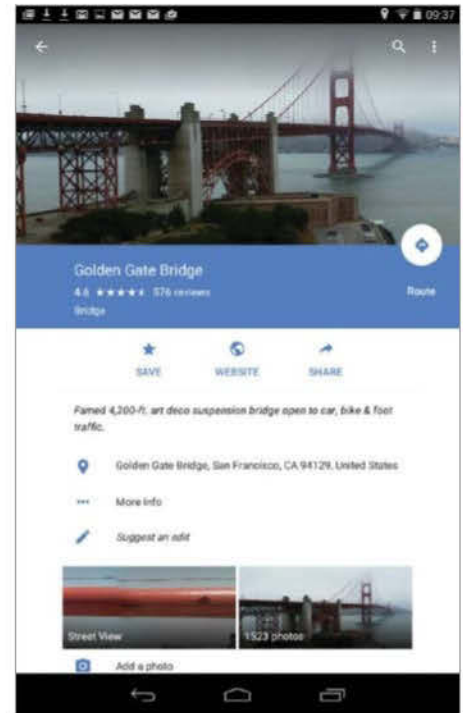 09:37
Golden Gate Bridge
4.6 576 reviews
Route
Bridge
SAVE WEBSITE SHARE
Famed 4,200-ft. art deco suspension bridge open to car, bike & foot
traffic.
Golden Gate Bridge, San Francisco, CA 94129, United States
More info
Suggest an edit
Street View 1523 photos
Add a photo